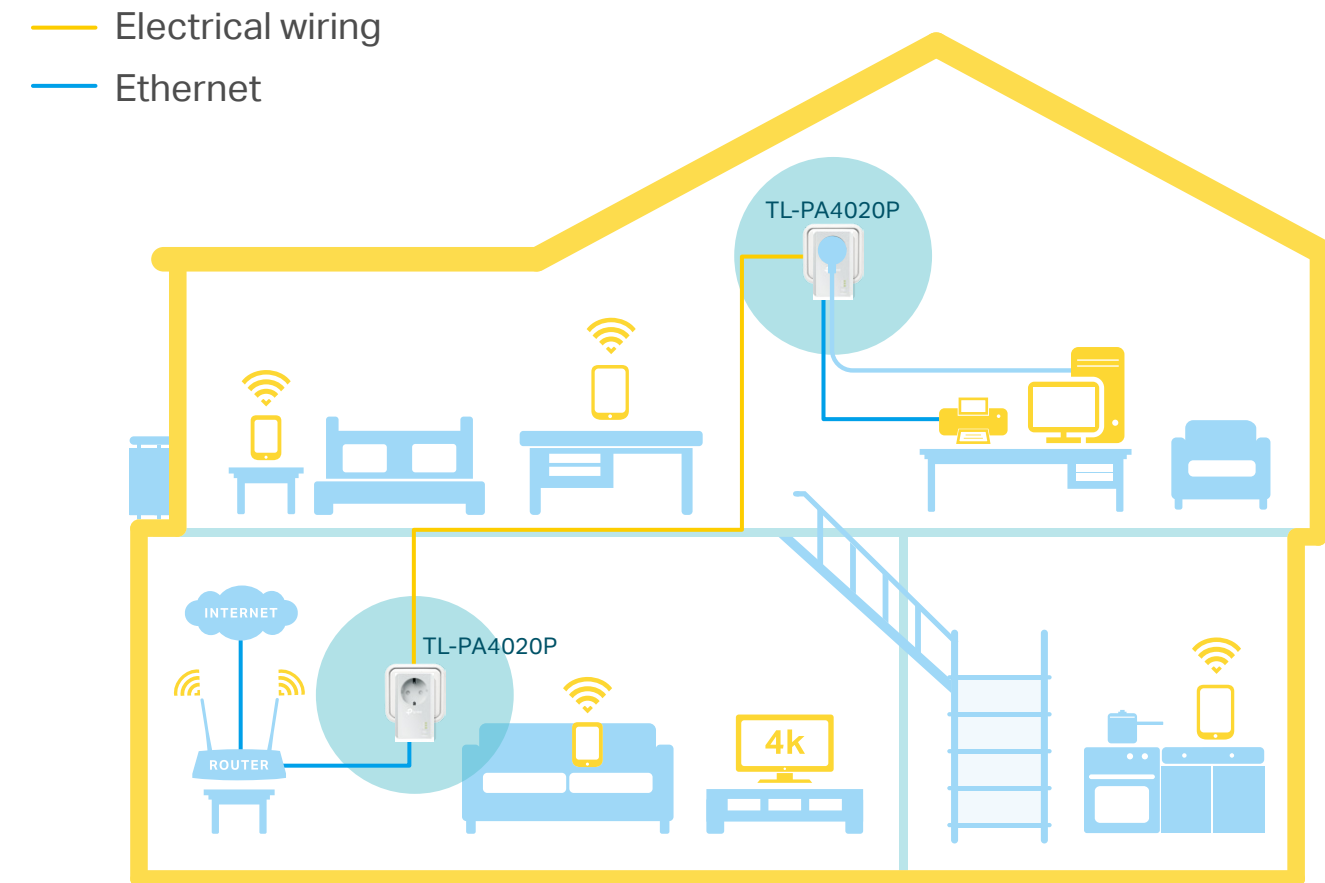 Electrical wiring
Ethernet
TL-PA4020P
INTERNET
TL-PA4020P
4k
ROUTER